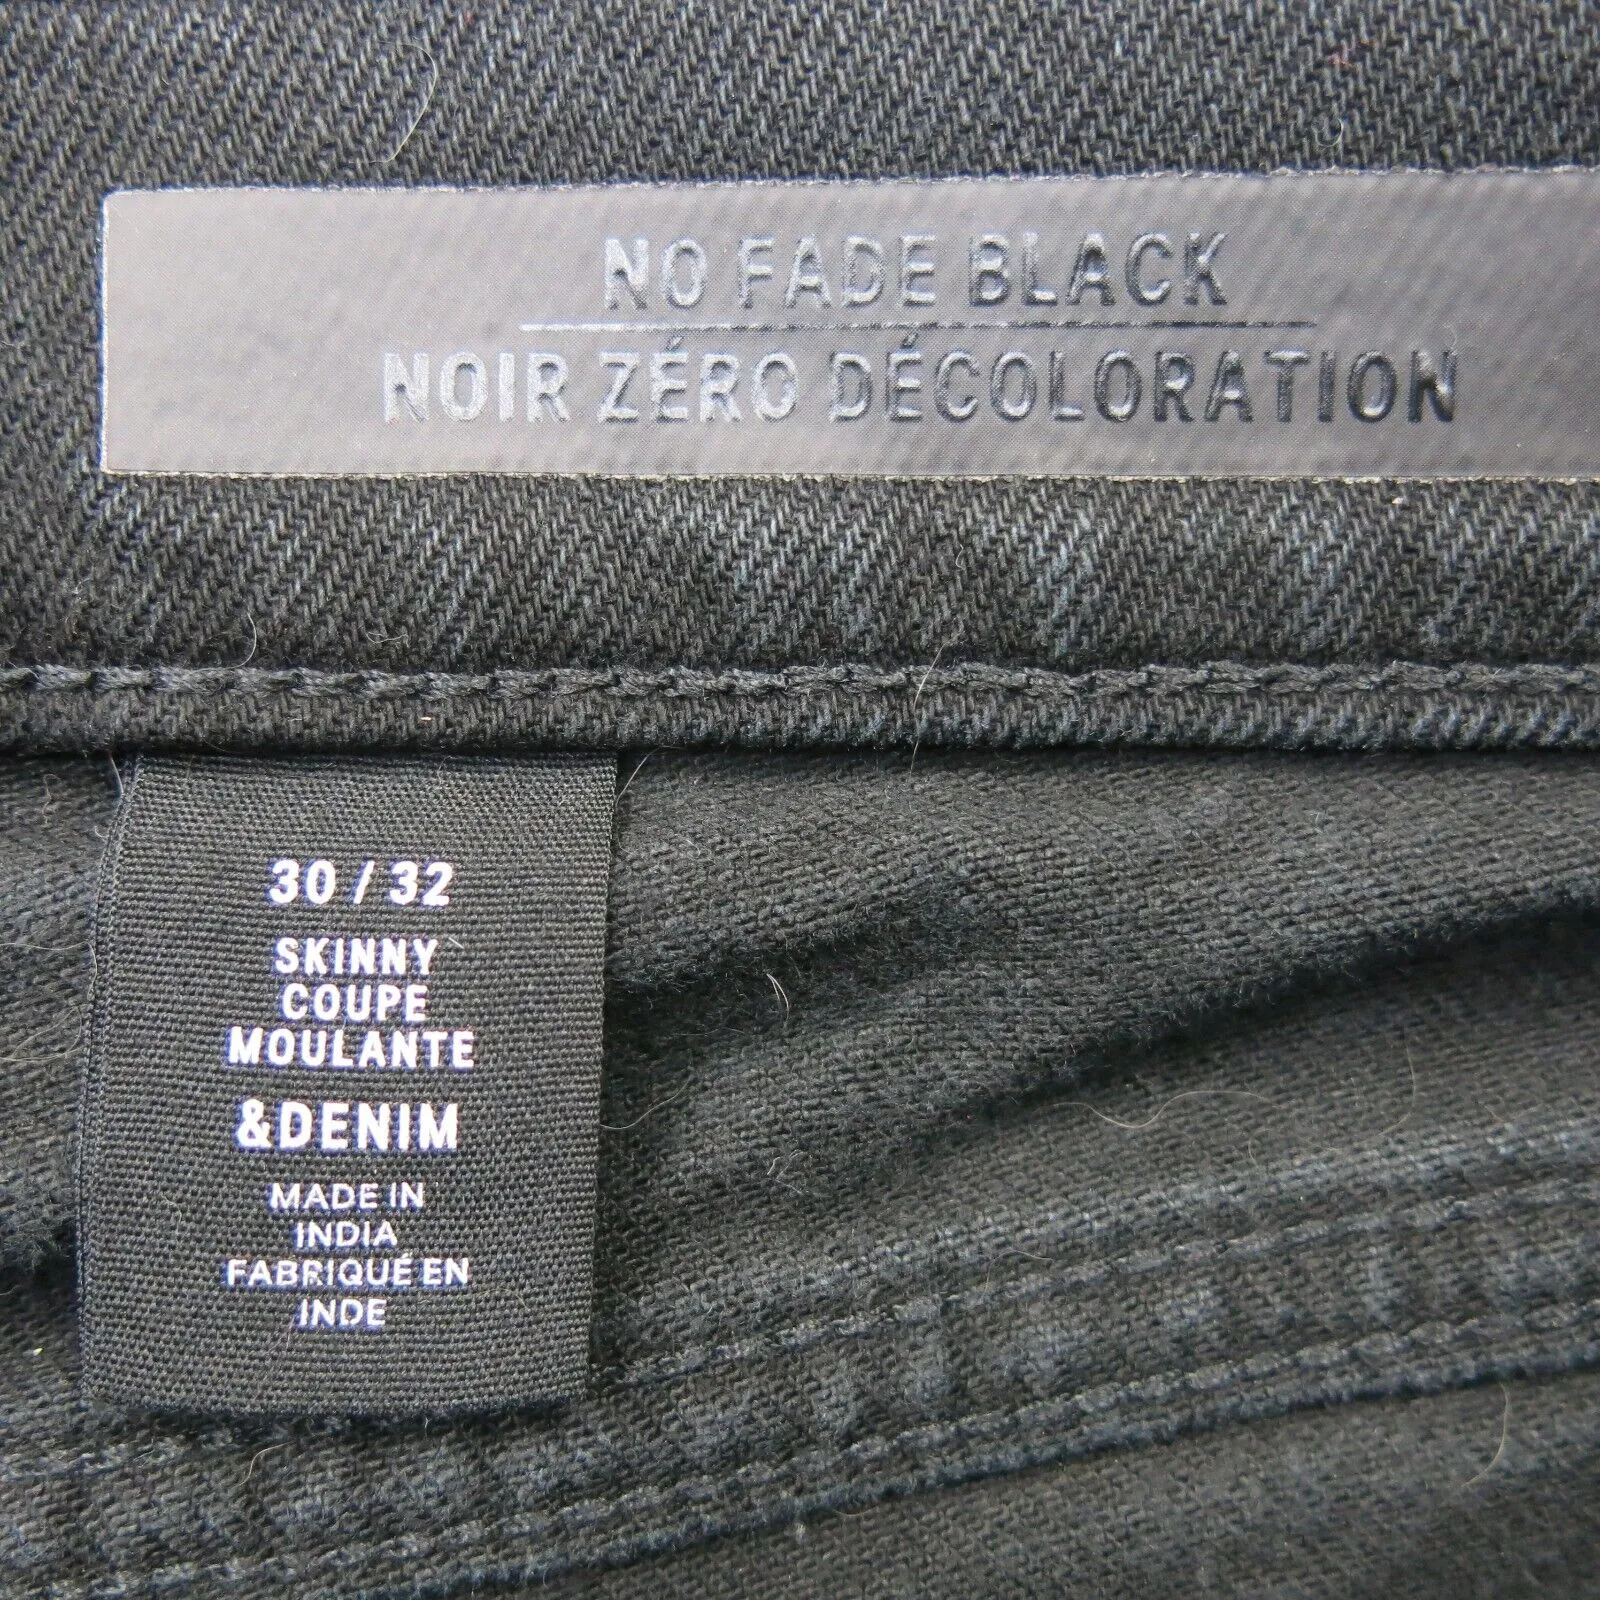 NO FADE BLACK
NOIR ZÉRO DÉCOLORATION
30 / 32
SKINNY
COUPE
MOULANTE
&DENIM
MADE IN
INDIA
FABRIQUÉ EN
INDE